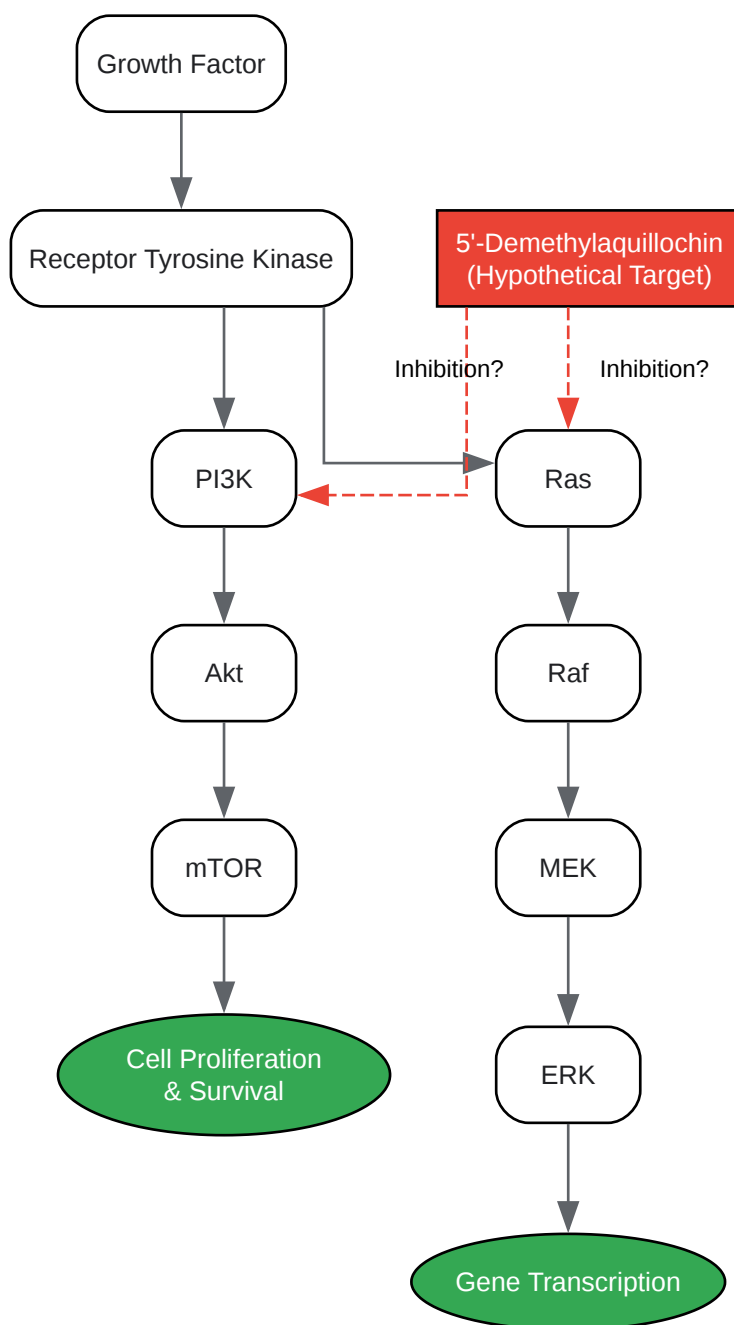 Growth Factor
Receptor Tyrosine Kinase
5'-Demethylaquillochin
(Hypothetical Target)
Inhibition?
Inhibition?
PI3K
Ras
Akt
Raf
mTOR
MEK
Cell Proliferation
& Survival
ERK
Gene Transcription